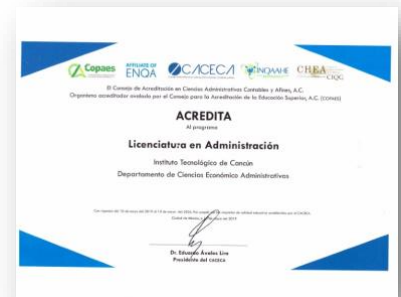 Copaes
AFFILIATE OF
ENQA
CACECA
INQAAHE
CHEA
CIQG
El Consejo de Acreditación en Ciencias Administrativas Contables y Afines, A.C.
Organismo acreditador avalado por el Consejo para la Acreditación de la Educación Superior, A.C. (COPAES)
ACREDITA
Al programa
Licenciatura en Administración
Instituto Tecnológico de Cancún
Departamento de Ciencias Económico Administrativas
Dr. Eduardo Ávalos Lira
Presidente del CACECA